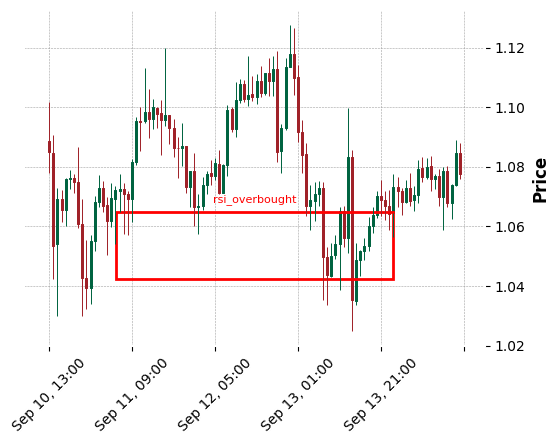 1.12
1.10
1.08
1.06
1.04
1.02
Price
rsi_overbought
Sep 10, 13:00
Sep 11, 09:00
Sep 12, 05:00
Sep 13, 01:00
Sep 13, 21:00